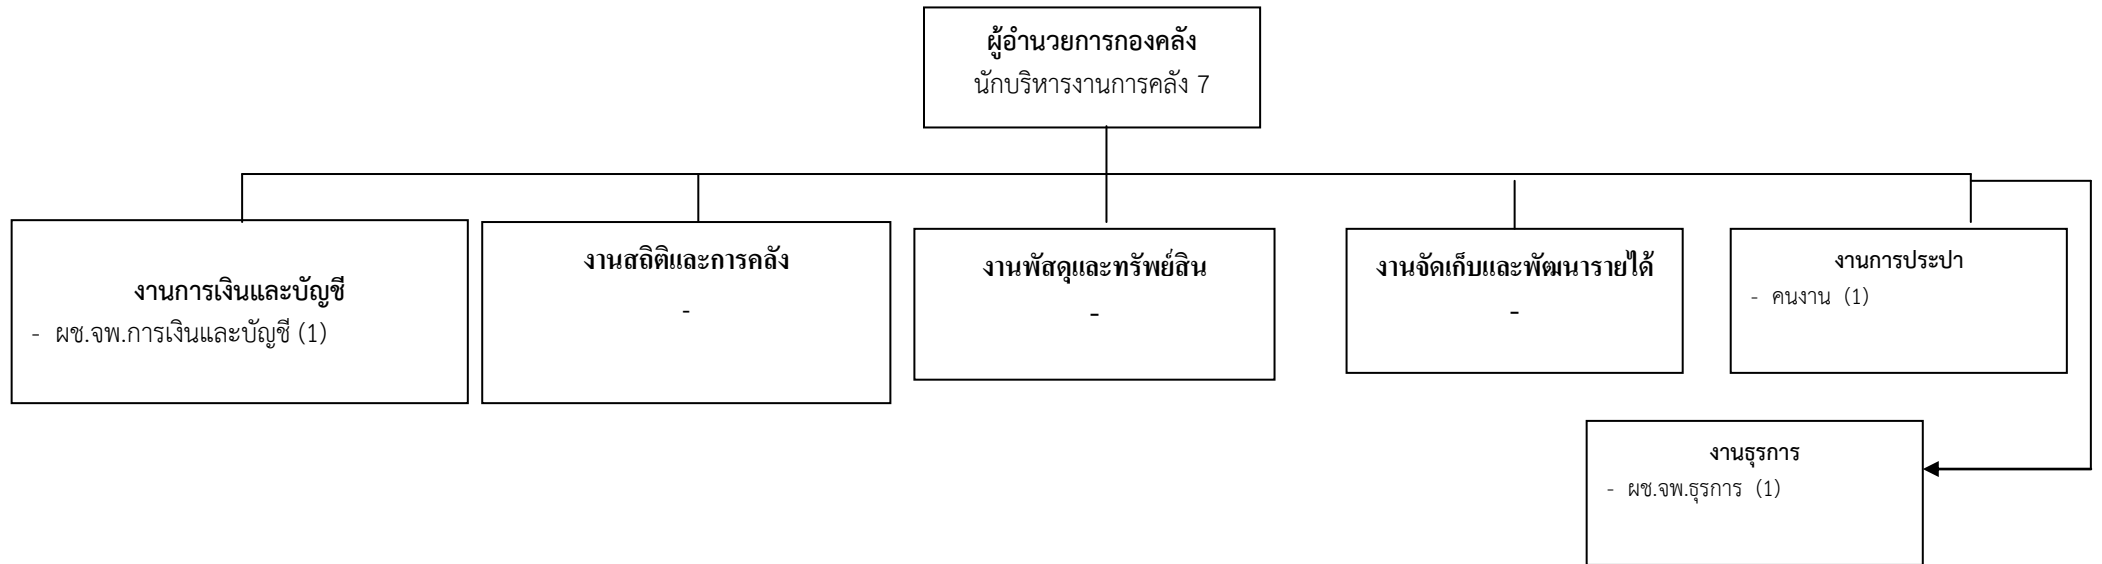 ผู้อำนวยการกองคลัง
นักบริหารงานการคลัง 7
งานการเงินและบัญชี
- ผช.จพ.การเงินและบัญชี (1)
งานสถิติและการคลัง
-
งานพัสดุและทรัพย์สิน
-
งานจัดเก็บและพัฒนารายได้
-
งานการประปา
- คนงาน (1)
งานธุรการ
- ผช.จพ.ธุรการ (1)